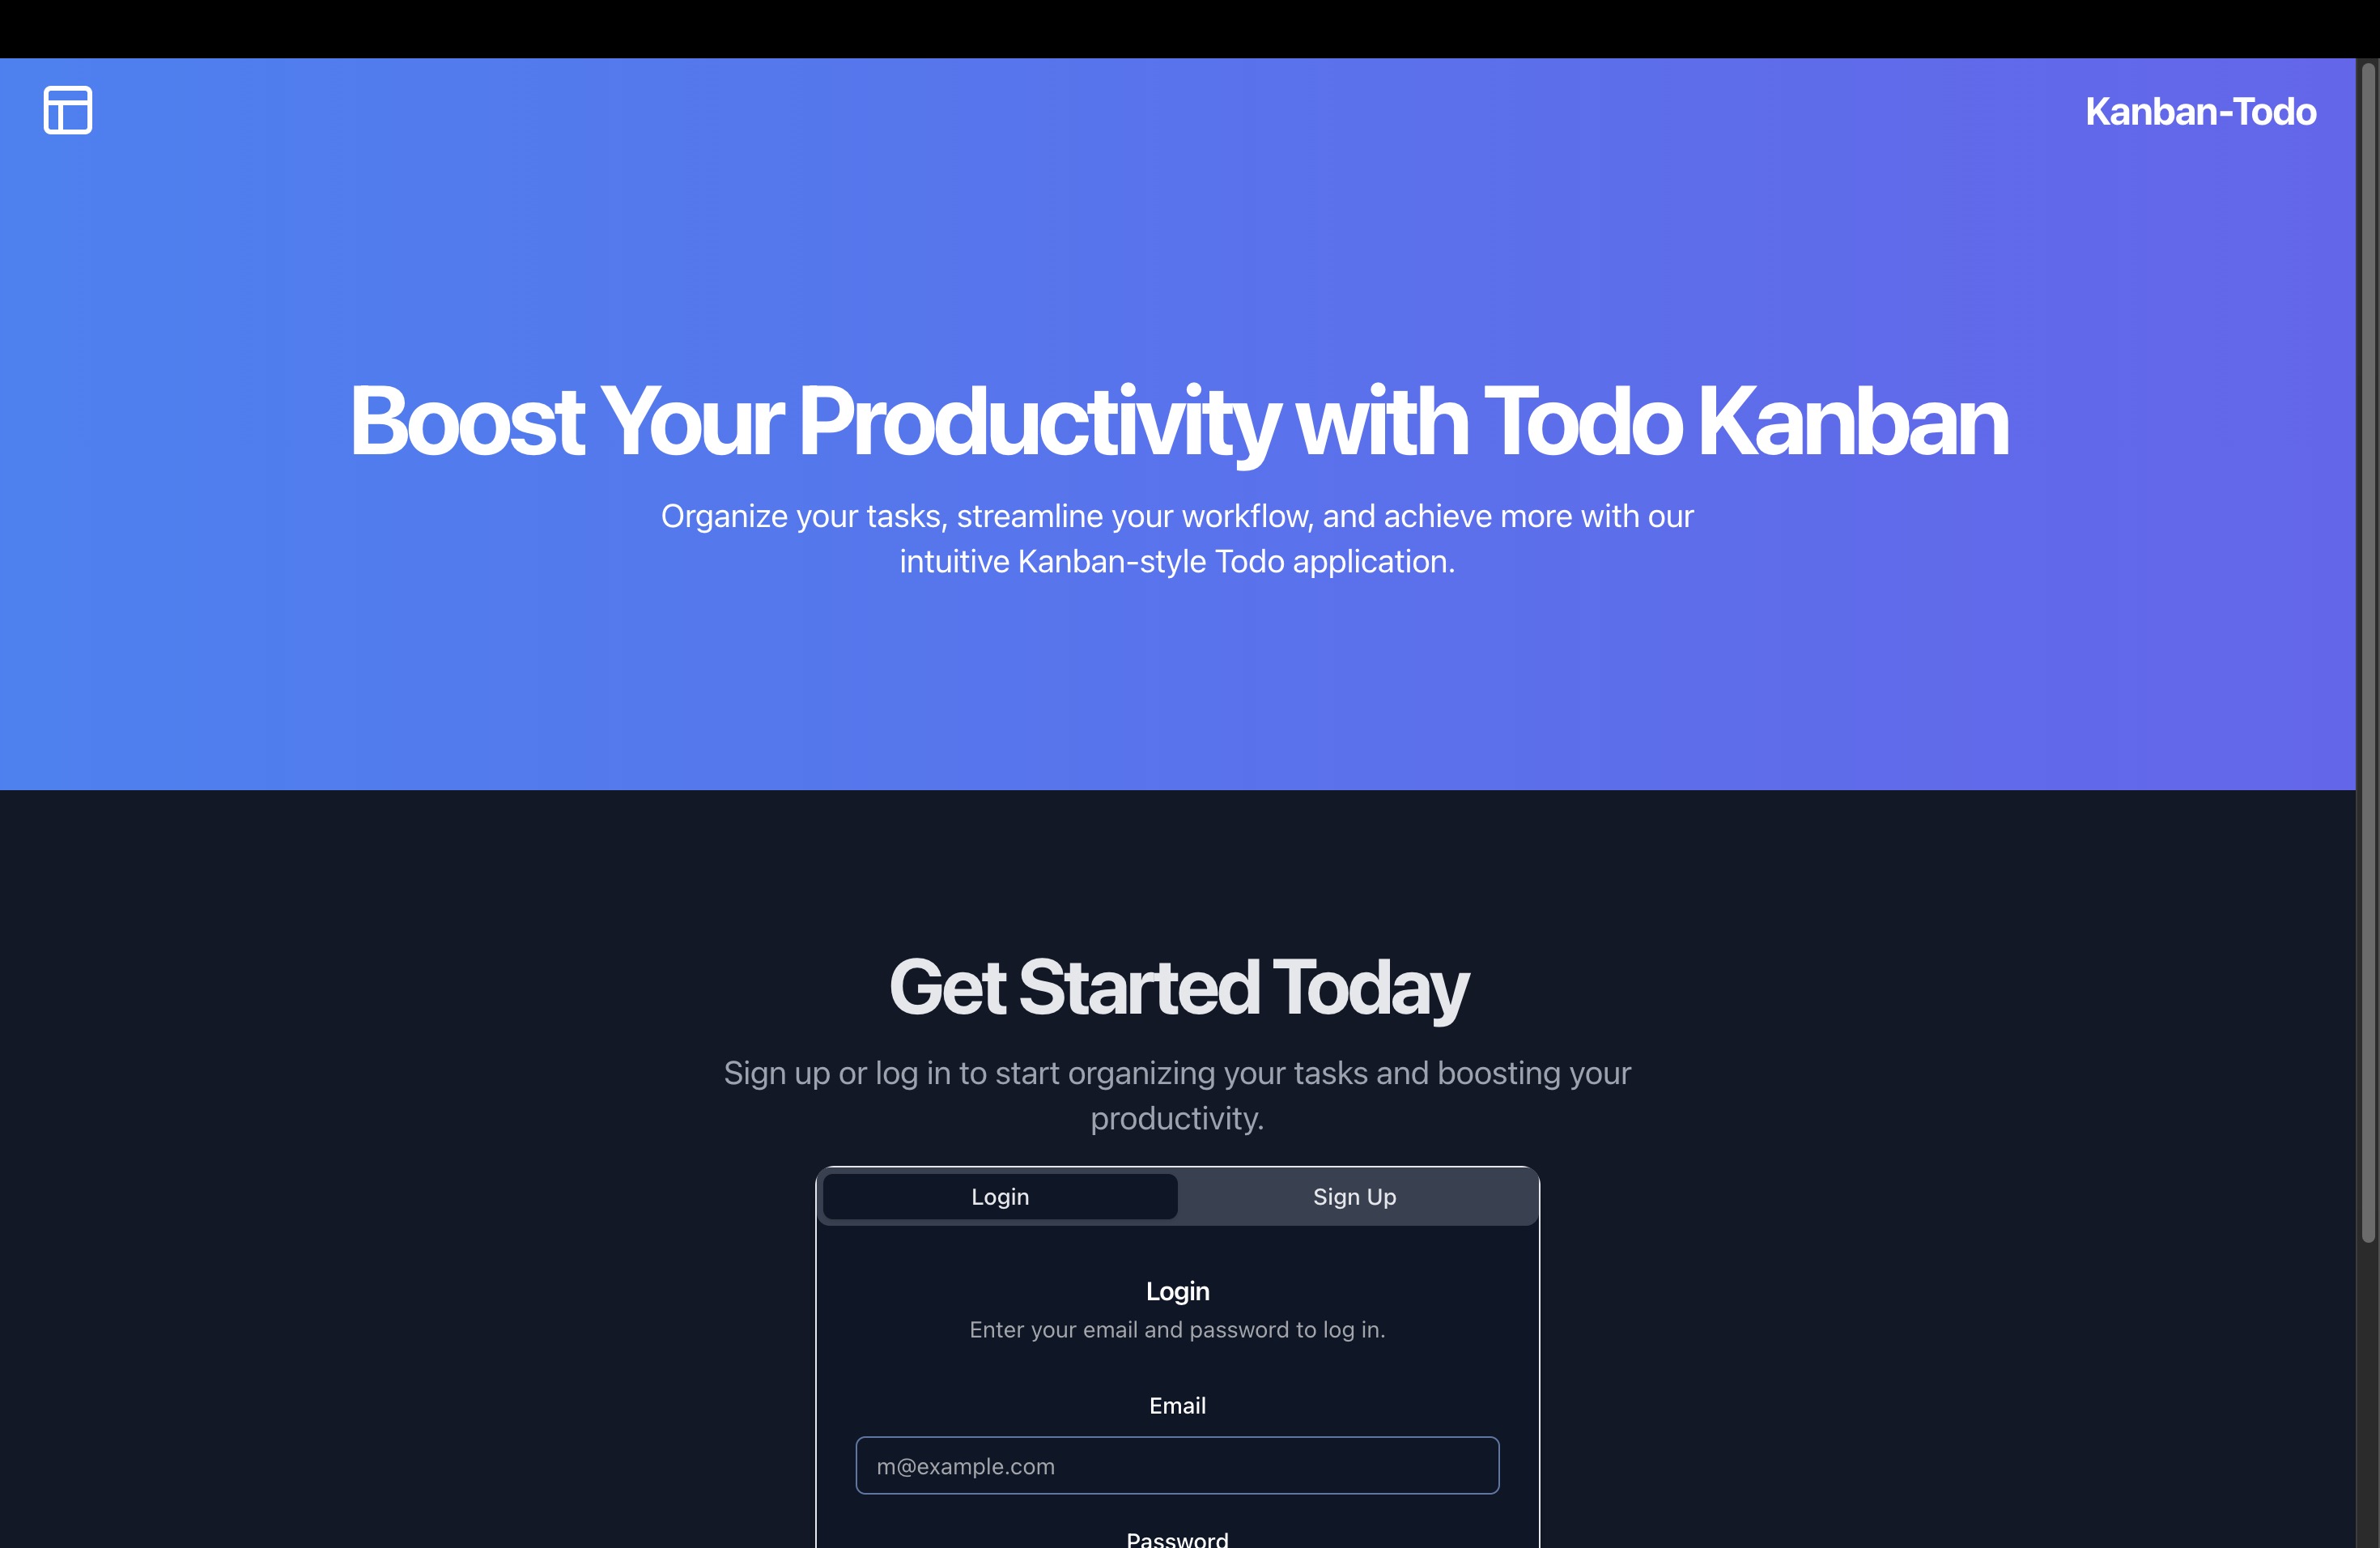 Kanban-Todo
Boost Your Productivity with Todo Kanban
Organize your tasks, streamline your workflow, and achieve more with our
intuitive Kanban-style Todo application.
Get Started Today
Sign up or log in to start organizing your tasks and boosting your
productivity.
Login
Sign Up
Login
Enter your email and password to log in.
Email
m@example.com
Password